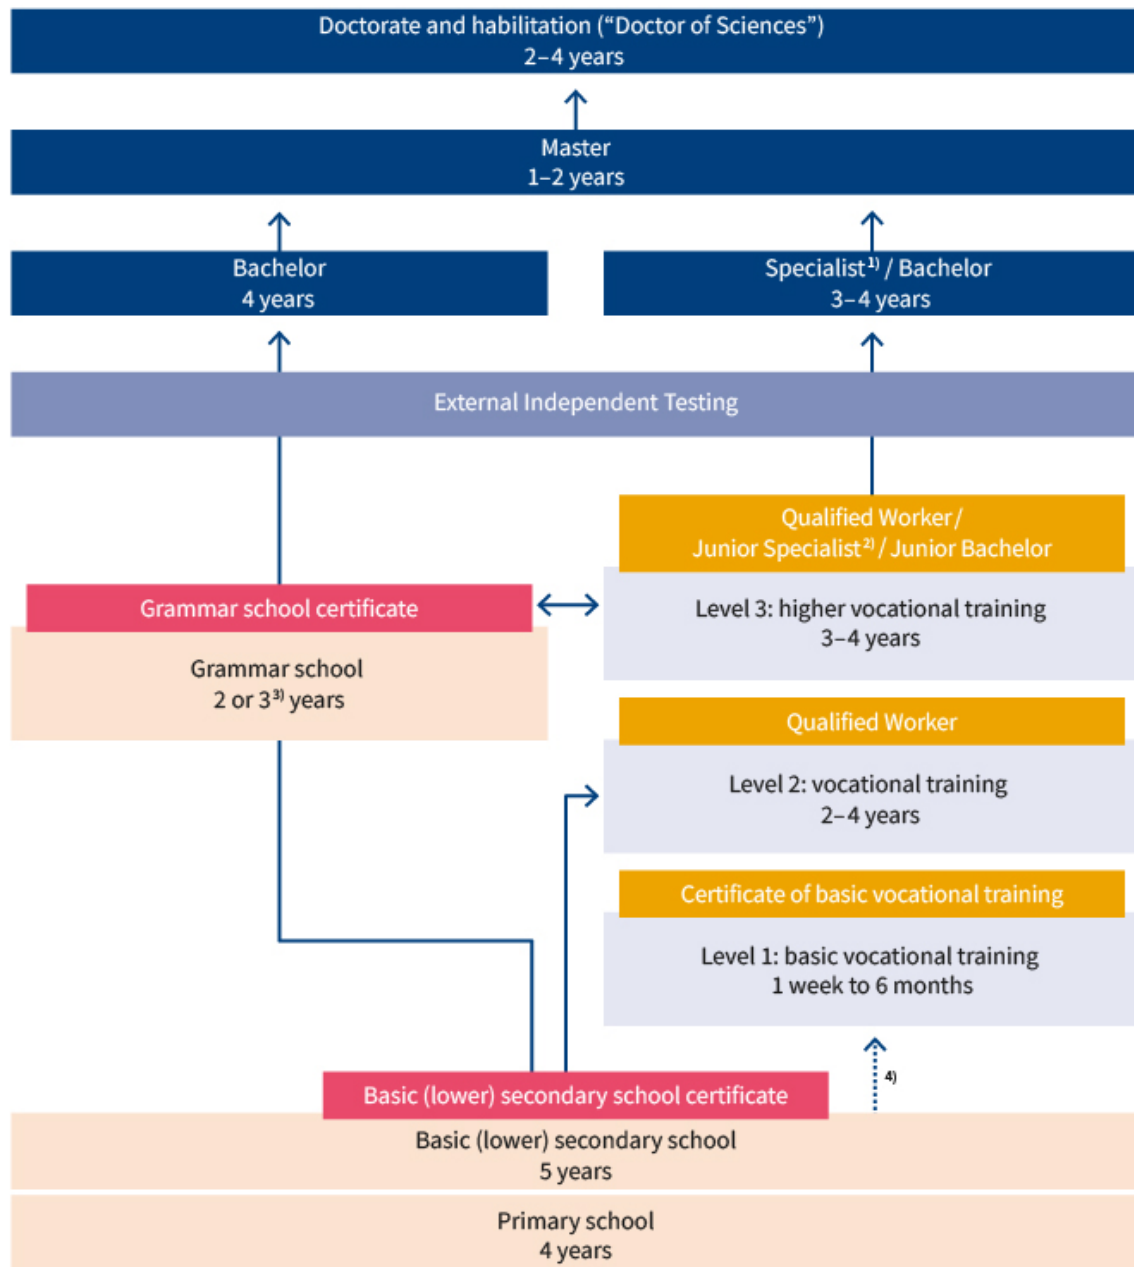 Doctorate and habilitation (“Doctor of Sciences”)
2–4 years
Master
1–2 years
Bachelor
4 years
Specialist¹⁾ / Bachelor
3–4 years
External Independent Testing
Qualified Worker /
Junior Specialist²⁾ / Junior Bachelor
Level 3: higher vocational training
3–4 years
Grammar school certificate
Grammar school
2 or 3³⁾ years
Qualified Worker
Level 2: vocational training
2–4 years
Certificate of basic vocational training
Level 1: basic vocational training
1 week to 6 months
4)
Basic (lower) secondary school certificate
Basic (lower) secondary school
5 years
Primary school
4 years